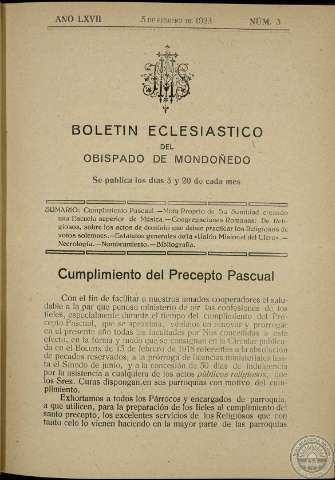 AÑO LXVII 5 DE FEBRERO DE 1923 NÚM. 3
BOLETIN ECLESIASTICO
DEL
OBISPADO DE MONDOÑEDO
Se publica los días 5 y 20 de cada mes
SUMARIO: Cumplimiento Pascual.—Motu Proprio de Su Santidad creando
una Escuela superior de Música.—Congregaciones Romanas: De Reli-
giosos, sobre los actos de dominio que deben practicar los Religiosos de
votos solemnes.—Estatutos generales de la «Unión Misional del Clero».—
Necrología.—Nombramiento.—Bibliografía.
Cumplimiento del Precepto Pascual
Con el fin de facilitar a nuestros amados cooperadores el salu-
dable a la par que penoso ministerio de oir las confesiones de los
fieles, especialmente durante el tiempo del cumplimiento del Pre-
cepto Pascual, que se aproxima, venimos en renovar y prorrogar
en el presente año todas las facultades por Nos concedidas a este
efecto, en la forma y modo que se consignan en la Circular publica-
da en el BOLETIN de 15 de febrero de 1918 referentes a la absolución
de pecados reservados, a la prórroga de licencias ministeriales has-
ta el Sínodo de junio, y a la concesión de 50 días de indulgencia
por la asistencia a cualquiera de los actos públicos religiosos, que
los Sres. Curas dispongan en sus parroquias con motivo del cum-
plimiento.
Exhortamos a todos los Párrocos y encargados de parroquia,
a que utilicen, para la preparación de los fieles al cumplimiento del
santo precepto, los excelentes servicios de los Religiosos que con
tanto celo lo vienen haciendo en la mayor parte de las parroquias